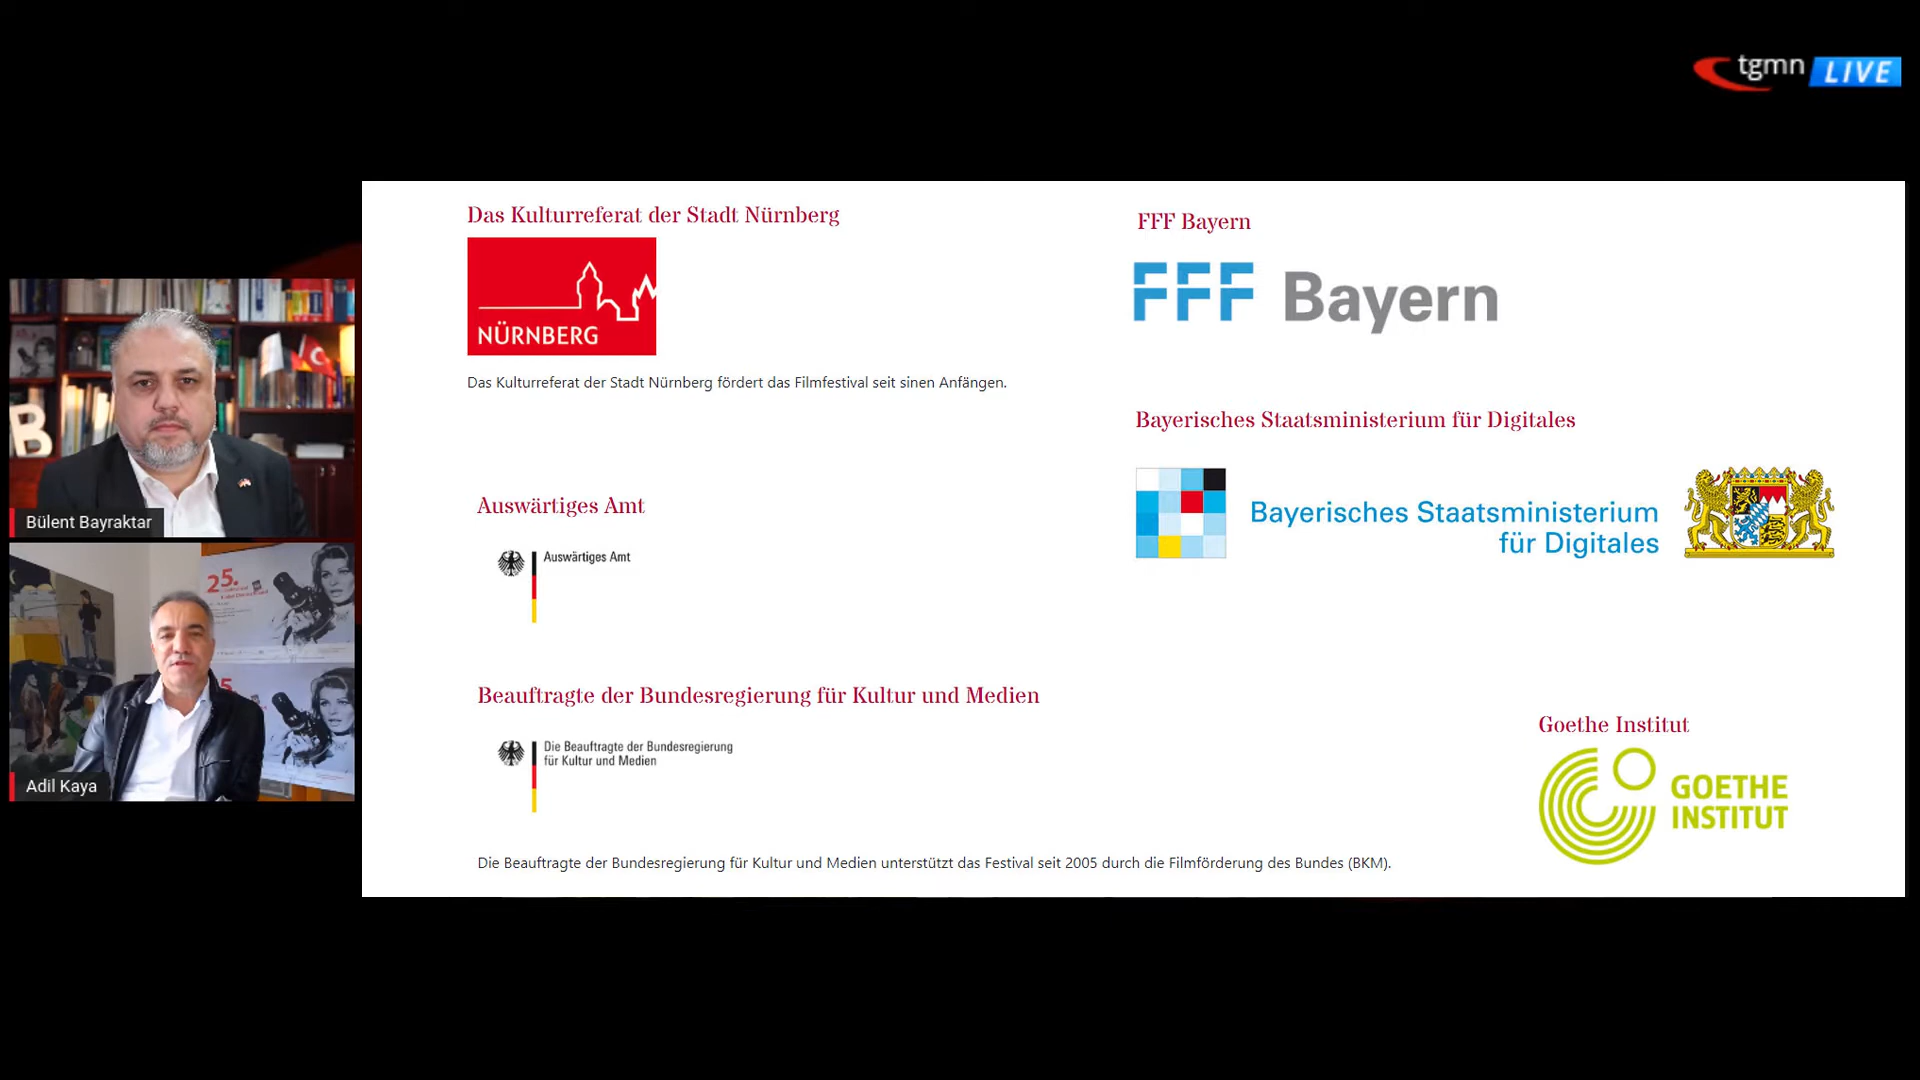 tgmn LIVE
Das Kulturreferat der Stadt Nürnberg
NÜRNBERG
Das Kulturreferat der Stadt Nürnberg fördert das Filmfestival seit sinen Anfängen.
FFF Bayern
FFF Bayern
Bayerisches Staatsministerium für Digitales
Bayerisches Staatsministerium
für Digitales
Auswärtiges Amt
Auswärtiges Amt
Beauftragte der Bundesregierung für Kultur und Medien
Die Beauftragte der Bundesregierung
für Kultur und Medien
Die Beauftragte der Bundesregierung für Kultur und Medien unterstützt das Festival seit 2005 durch die Filmförderung des Bundes (BKM).
Goethe Institut
GOETHE
INSTITUT
B
Bülent Bayraktar
25.
Adil Kaya